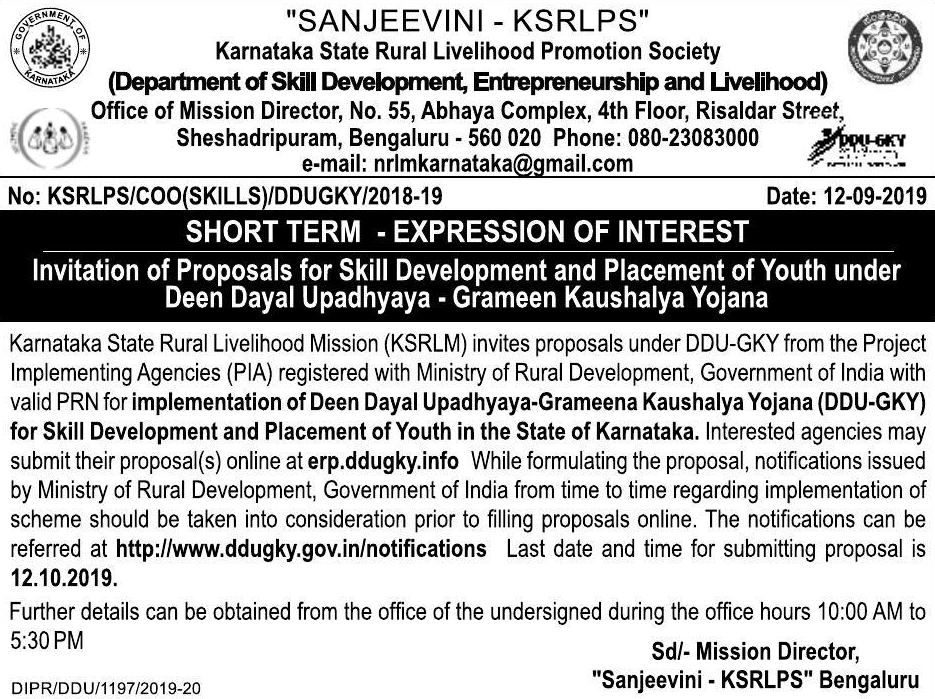 "SANJEEVINI - KSRLPS"
Karnataka State Rural Livelihood Promotion Society
(Department of Skill Development, Entrepreneurship and Livelihood)
Office of Mission Director, No. 55, Abhaya Complex, 4th Floor, Risaldar Street,
Sheshadripuram, Bengaluru - 560 020 Phone: 080-23083000
e-mail: nrlmkarnataka@gmail.com
GOVERNMENT OF KARNATAKA
DDU-GKY
No: KSRLPS/COO(SKILLS)/DDUGKY/2018-19 Date: 12-09-2019
SHORT TERM - EXPRESSION OF INTEREST
Invitation of Proposals for Skill Development and Placement of Youth under
Deen Dayal Upadhyaya - Grameen Kaushalya Yojana
Karnataka State Rural Livelihood Mission (KSRLM) invites proposals under DDU-GKY from the Project
Implementing Agencies (PIA) registered with Ministry of Rural Development, Government of India with
valid PRN for implementation of Deen Dayal Upadhyaya-Grameena Kaushalya Yojana (DDU-GKY)
for Skill Development and Placement of Youth in the State of Karnataka. Interested agencies may
submit their proposal(s) online at erp.ddugky.info While formulating the proposal, notifications issued
by Ministry of Rural Development, Government of India from time to time regarding implementation of
scheme should be taken into consideration prior to filling proposals online. The notifications can be
referred at http://www.ddugky.gov.in/notifications Last date and time for submitting proposal is
12.10.2019.
Further details can be obtained from the office of the undersigned during the office hours 10:00 AM to
5:30 PM
Sd/- Mission Director,
"Sanjeevini - KSRLPS" Bengaluru
DIPR/DDU/1197/2019-20